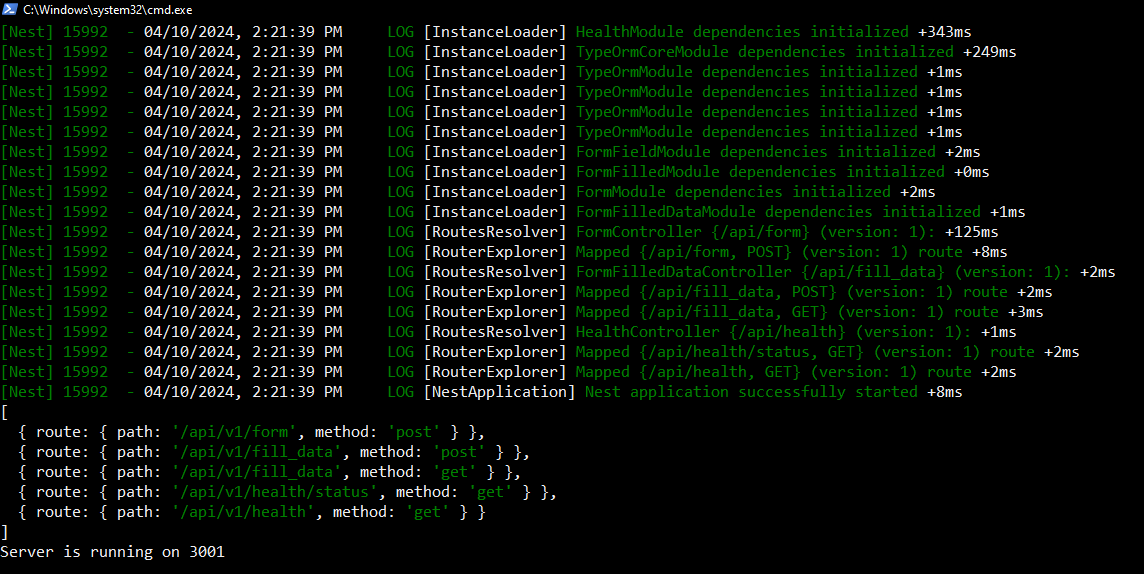 C:\Windows\system32\cmd.exe
[Nest] 15992  - 04/10/2024, 2:21:39 PM     LOG [InstanceLoader] HealthModule dependencies initialized +343ms
[Nest] 15992  - 04/10/2024, 2:21:39 PM     LOG [InstanceLoader] TypeOrmCoreModule dependencies initialized +249ms
[Nest] 15992  - 04/10/2024, 2:21:39 PM     LOG [InstanceLoader] TypeOrmModule dependencies initialized +1ms
[Nest] 15992  - 04/10/2024, 2:21:39 PM     LOG [InstanceLoader] TypeOrmModule dependencies initialized +1ms
[Nest] 15992  - 04/10/2024, 2:21:39 PM     LOG [InstanceLoader] TypeOrmModule dependencies initialized +1ms
[Nest] 15992  - 04/10/2024, 2:21:39 PM     LOG [InstanceLoader] TypeOrmModule dependencies initialized +1ms
[Nest] 15992  - 04/10/2024, 2:21:39 PM     LOG [InstanceLoader] FormFieldModule dependencies initialized +2ms
[Nest] 15992  - 04/10/2024, 2:21:39 PM     LOG [InstanceLoader] FormFilledModule dependencies initialized +0ms
[Nest] 15992  - 04/10/2024, 2:21:39 PM     LOG [InstanceLoader] FormModule dependencies initialized +2ms
[Nest] 15992  - 04/10/2024, 2:21:39 PM     LOG [InstanceLoader] FormFilledDataModule dependencies initialized +1ms
[Nest] 15992  - 04/10/2024, 2:21:39 PM     LOG [RoutesResolver] FormController {/api/form} (version: 1): +125ms
[Nest] 15992  - 04/10/2024, 2:21:39 PM     LOG [RouterExplorer] Mapped {/api/form, POST} (version: 1) route +8ms
[Nest] 15992  - 04/10/2024, 2:21:39 PM     LOG [RoutesResolver] FormFilledDataController {/api/fill_data} (version: 1): +2ms
[Nest] 15992  - 04/10/2024, 2:21:39 PM     LOG [RouterExplorer] Mapped {/api/fill_data, POST} (version: 1) route +2ms
[Nest] 15992  - 04/10/2024, 2:21:39 PM     LOG [RouterExplorer] Mapped {/api/fill_data, GET} (version: 1) route +3ms
[Nest] 15992  - 04/10/2024, 2:21:39 PM     LOG [RoutesResolver] HealthController {/api/health} (version: 1): +1ms
[Nest] 15992  - 04/10/2024, 2:21:39 PM     LOG [RouterExplorer] Mapped {/api/health/status, GET} (version: 1) route +2ms
[Nest] 15992  - 04/10/2024, 2:21:39 PM     LOG [RouterExplorer] Mapped {/api/health, GET} (version: 1) route +2ms
[Nest] 15992  - 04/10/2024, 2:21:39 PM     LOG [NestApplication] Nest application successfully started +8ms
[
  { route: { path: '/api/v1/form', method: 'post' } },
  { route: { path: '/api/v1/fill_data', method: 'post' } },
  { route: { path: '/api/v1/fill_data', method: 'get' } },
  { route: { path: '/api/v1/health/status', method: 'get' } },
  { route: { path: '/api/v1/health', method: 'get' } }
]
Server is running on 3001